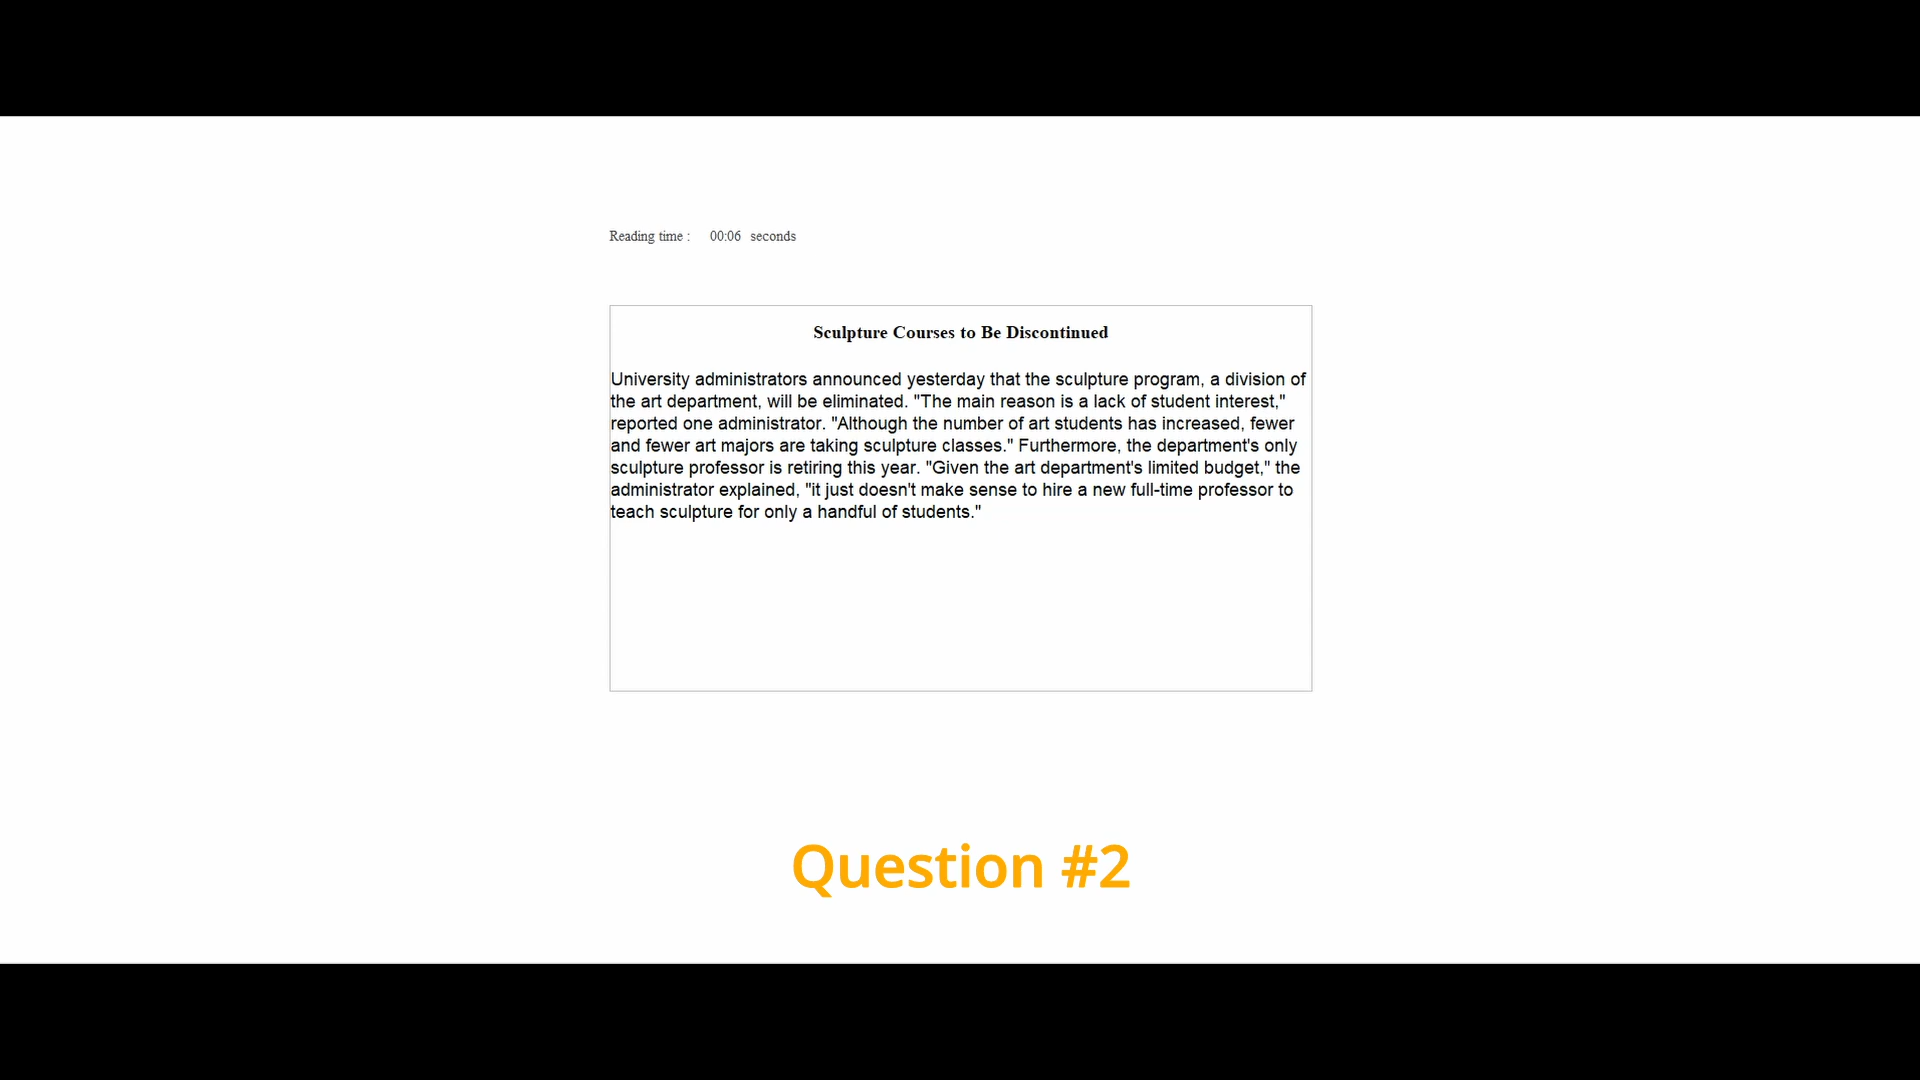 Reading time : 00:06 seconds
Sculpture Courses to Be Discontinued
University administrators announced yesterday that the sculpture program, a division of
the art department, will be eliminated. "The main reason is a lack of student interest,"
reported one administrator. "Although the number of art students has increased, fewer
and fewer art majors are taking sculpture classes." Furthermore, the department's only
sculpture professor is retiring this year. "Given the art department's limited budget," the
administrator explained, "it just doesn't make sense to hire a new full-time professor to
teach sculpture for only a handful of students."
Question #2